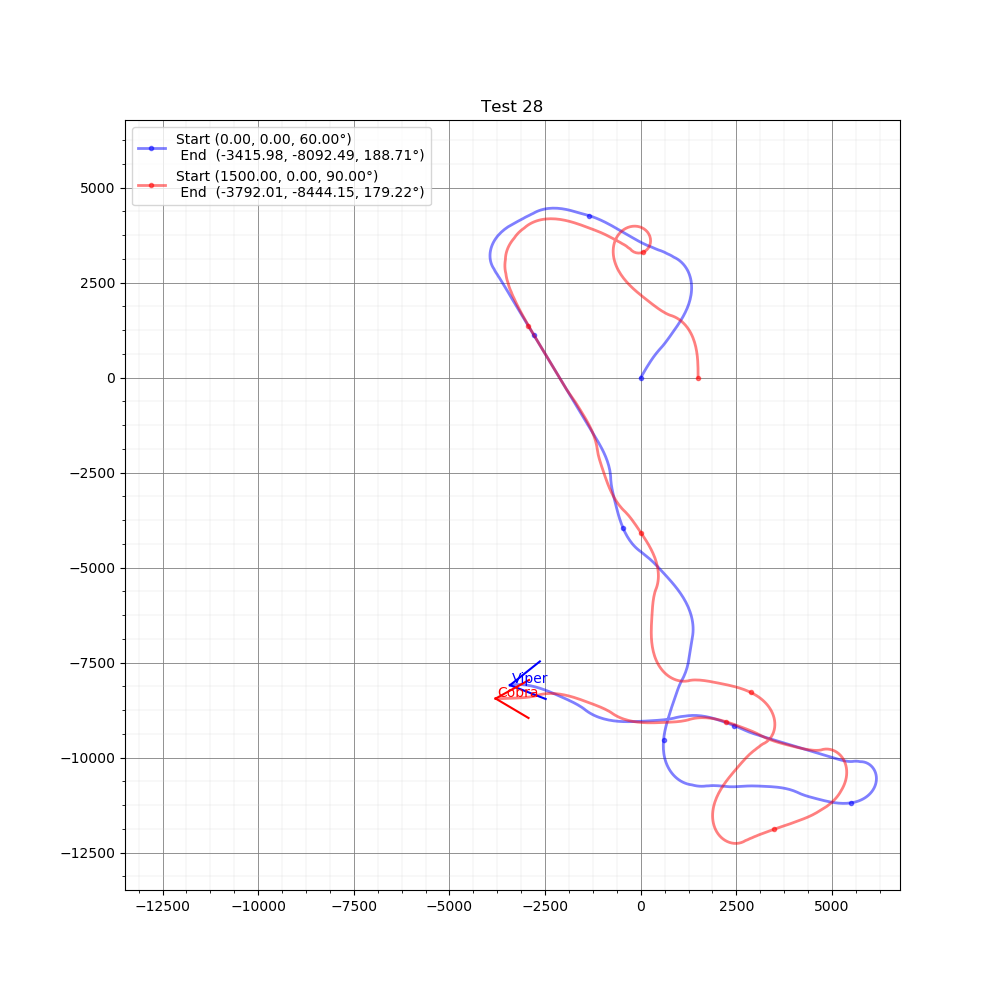 Test 28
Start (0.00, 0.00, 60.00°)
End  (-3415.98, -8092.49, 188.71°)
Start (1500.00, 0.00, 90.00°)
End  (-3792.01, -8444.15, 179.22°)
5000
2500
0
−2500
−5000
−7500
−10000
−12500
Viper
Cobra
−12500 −10000 −7500 −5000 −2500 0 2500 5000